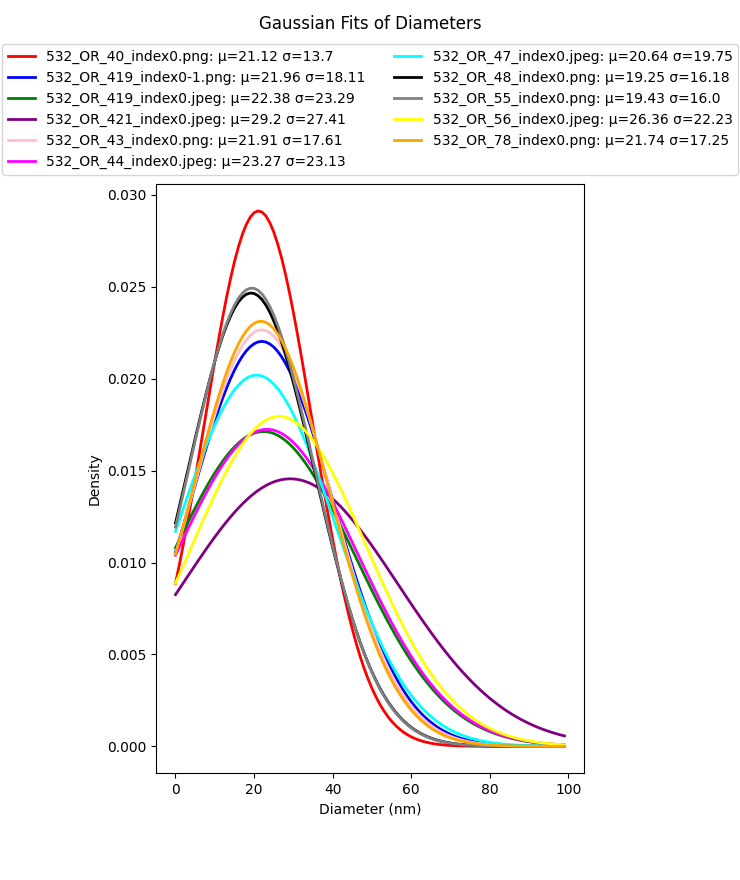 Gaussian Fits of Diameters
532_OR_40_index0.png: μ=21.12 σ=13.7
532_OR_419_index0-1.png: μ=21.96 σ=18.11
532_OR_419_index0.jpeg: μ=22.38 σ=23.29
532_OR_421_index0.jpeg: μ=29.2 σ=27.41
532_OR_43_index0.png: μ=21.91 σ=17.61
532_OR_44_index0.jpeg: μ=23.27 σ=23.13
532_OR_47_index0.jpeg: μ=20.64 σ=19.75
532_OR_48_index0.png: μ=19.25 σ=16.18
532_OR_55_index0.png: μ=19.43 σ=16.0
532_OR_56_index0.jpeg: μ=26.36 σ=22.23
532_OR_78_index0.png: μ=21.74 σ=17.25
0.030
0.025
0.020
0.015
0.010
0.005
0.000
Density
0 20 40 60 80 100
Diameter (nm)